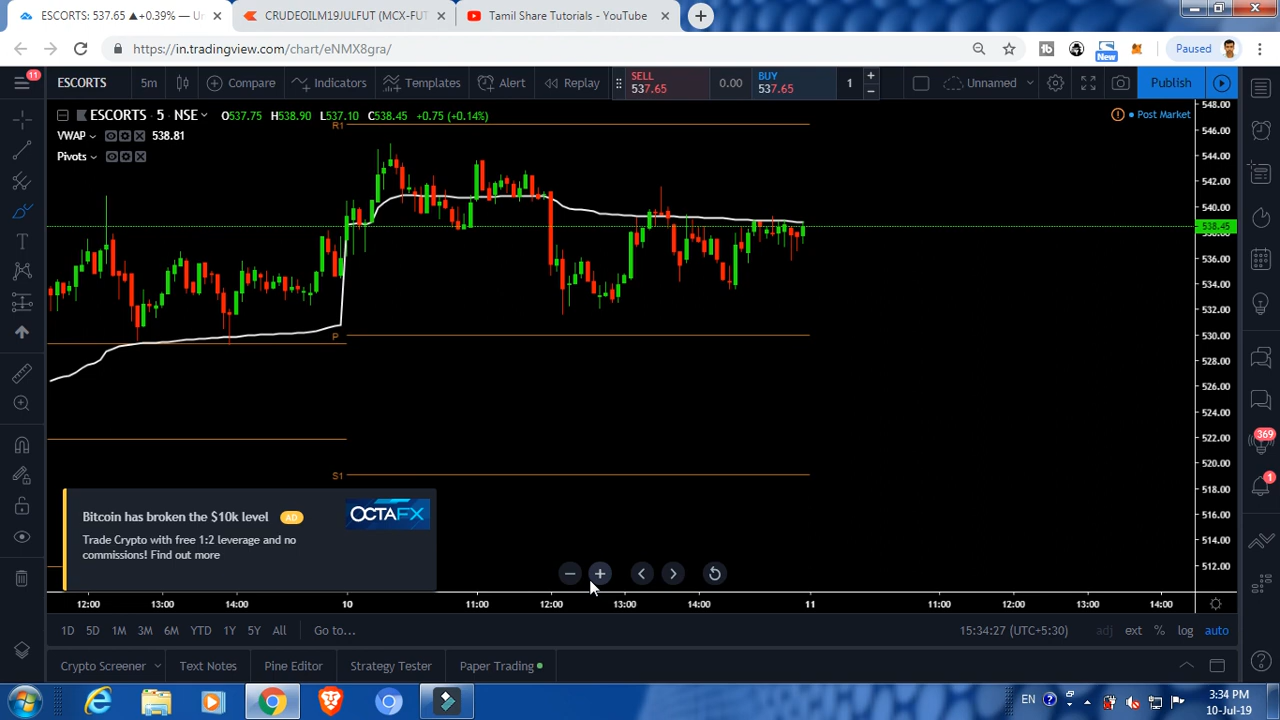 ESCORTS: 537.65 ▲+0.39% — Un
CRUDEOILM19JULFUT (MCX-FUT
Tamil Share Tutorials - YouTube
https://in.tradingview.com/chart/eNMX8gra/
New
Paused
11
ESCORTS
5m
Compare
Indicators
Templates
Alert
Replay
SELL
537.65
0.00
BUY
537.65
1
Unnamed
Publish
ESCORTS · 5 · NSE
O537.75 H538.90 L537.10 C538.45 +0.75 (+0.14%)
Post Market
VWAP 538.81
Pivots
R1
P
S1
548.00
546.00
544.00
542.00
540.00
538.45
536.00
534.00
532.00
530.00
528.00
526.00
524.00
522.00
520.00
518.00
516.00
514.00
512.00
369
1
Bitcoin has broken the $10k level AD
OCTAFX
Trade Crypto with free 1:2 leverage and no
commissions! Find out more
12:00 13:00 14:00 10 11:00 12:00 13:00 14:00 11 11:00 12:00 13:00 14:00
1D 5D 1M 3M 6M YTD 1Y 5Y All Go to...
15:34:27 (UTC+5:30) adj ext % log auto
Crypto Screener Text Notes Pine Editor Strategy Tester Paper Trading
EN
3:34 PM
10-Jul-19